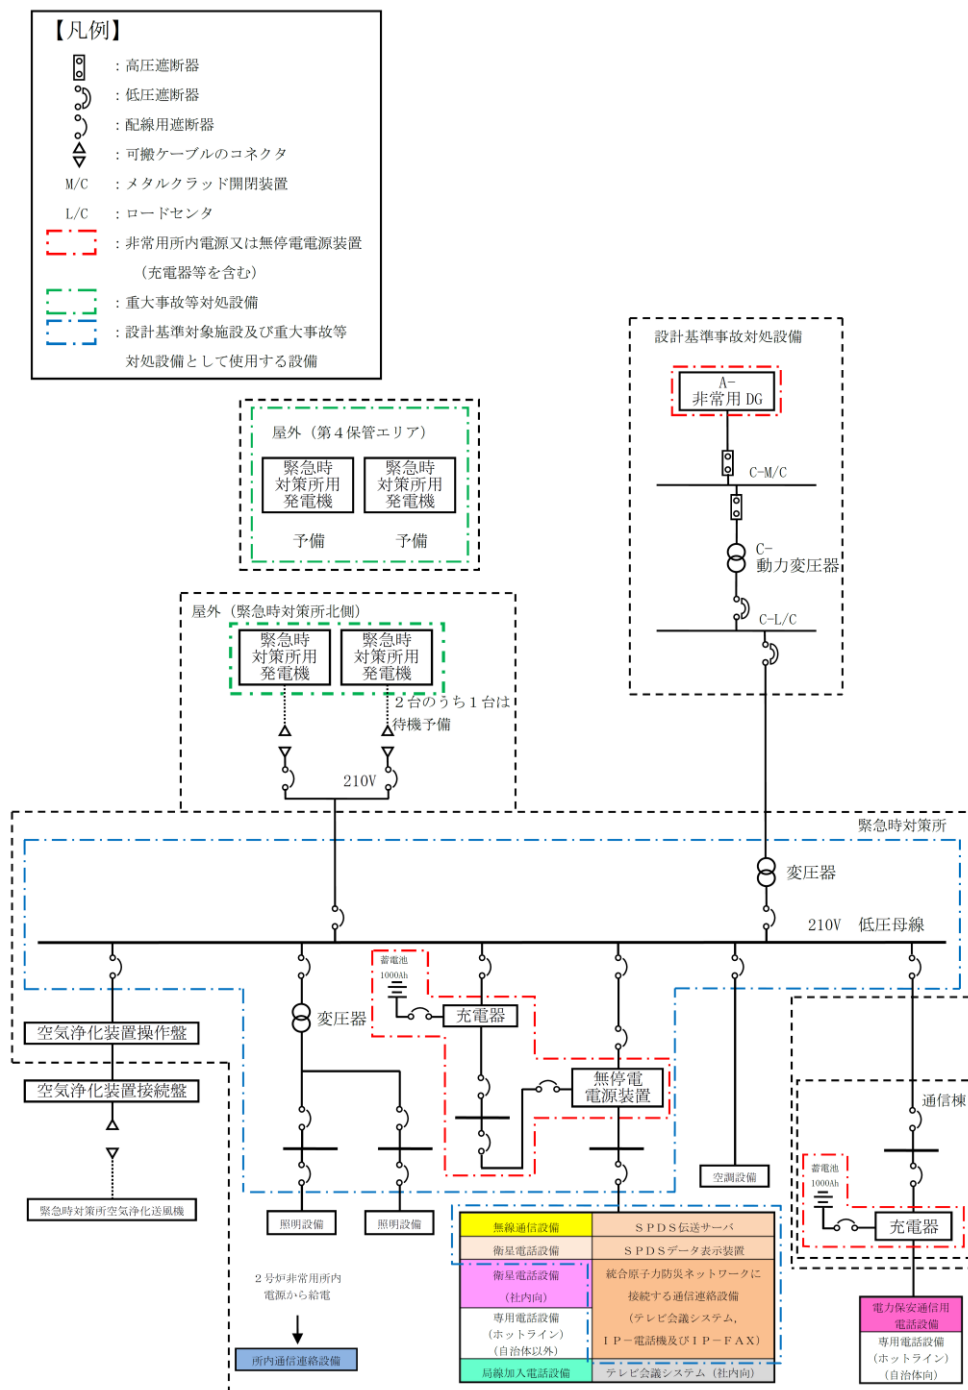 【凡例】
：高圧遮断器
：低圧遮断器
：配線用遮断器
：可搬ケーブルのコネクタ
M/C ：メタルクラッド開閉装置
L/C ：ロードセンタ
：非常用所内電源又は無停電電源装置
（充電器等を含む）
：重大事故等対処設備
：設計基準対象施設及び重大事故等
対処設備として使用する設備
設計基準事故対処設備
A-
非常用 DG
C-M/C
C-
動力変圧器
C-L/C
屋外（第４保管エリア）
緊急時
対策所用
発電機
緊急時
対策所用
発電機
予備
予備
屋外（緊急時対策所北側）
緊急時
対策所用
発電機
緊急時
対策所用
発電機
２台のうち１台は
待機予備
210V
緊急時対策所
変圧器
210V 低圧母線
蓄電池
1000Ah
充電器
変圧器
空気浄化装置操作盤
空気浄化装置接続盤
無停電
電源装置
通信棟
緊急時対策所空気浄化送風機
照明設備
照明設備
空調設備
蓄電池
1000Ah
充電器
２号炉非常用所内
電源から給電
所内通信連絡設備
無線通信設備
衛星電話設備
衛星電話設備
（社内向）
専用電話設備
（ホットライン）
（自治体以外）
局線加入電話設備
ＳＰＤＳ伝送サーバ
ＳＰＤＳデータ表示装置
統合原子力防災ネットワークに
接続する通信連絡設備
（テレビ会議システム，
ＩＰ－電話機及びＩＰ－ＦＡＸ）
テレビ会議システム（社内向）
電力保安通信用
電話設備
専用電話設備
（ホットライン）
（自治体向）